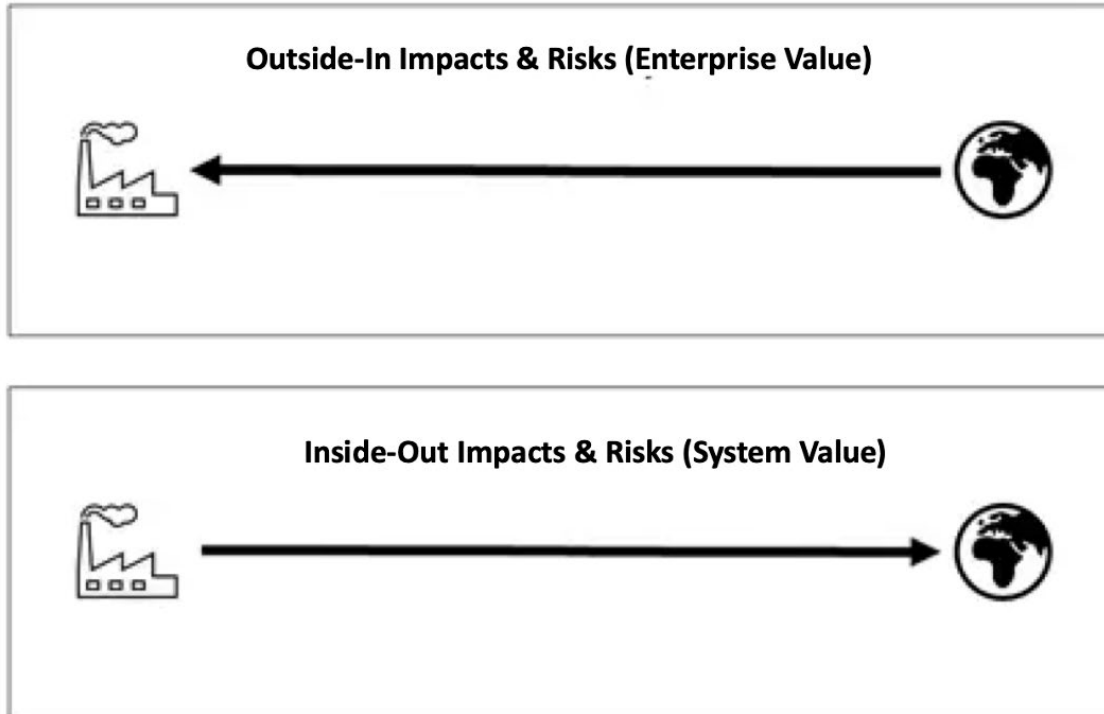 Outside-In Impacts & Risks (Enterprise Value)
Inside-Out Impacts & Risks (System Value)